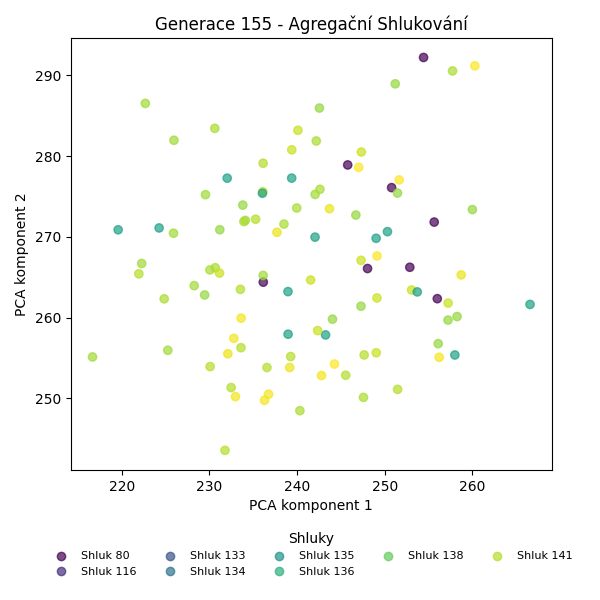 Generace 155 - Agregační Shlukování
PCA komponent 2
290
280
270
260
250
220 230 240 250 260
PCA komponent 1
Shluky
Shluk 80 Shluk 133 Shluk 135 Shluk 138 Shluk 141
Shluk 116 Shluk 134 Shluk 136